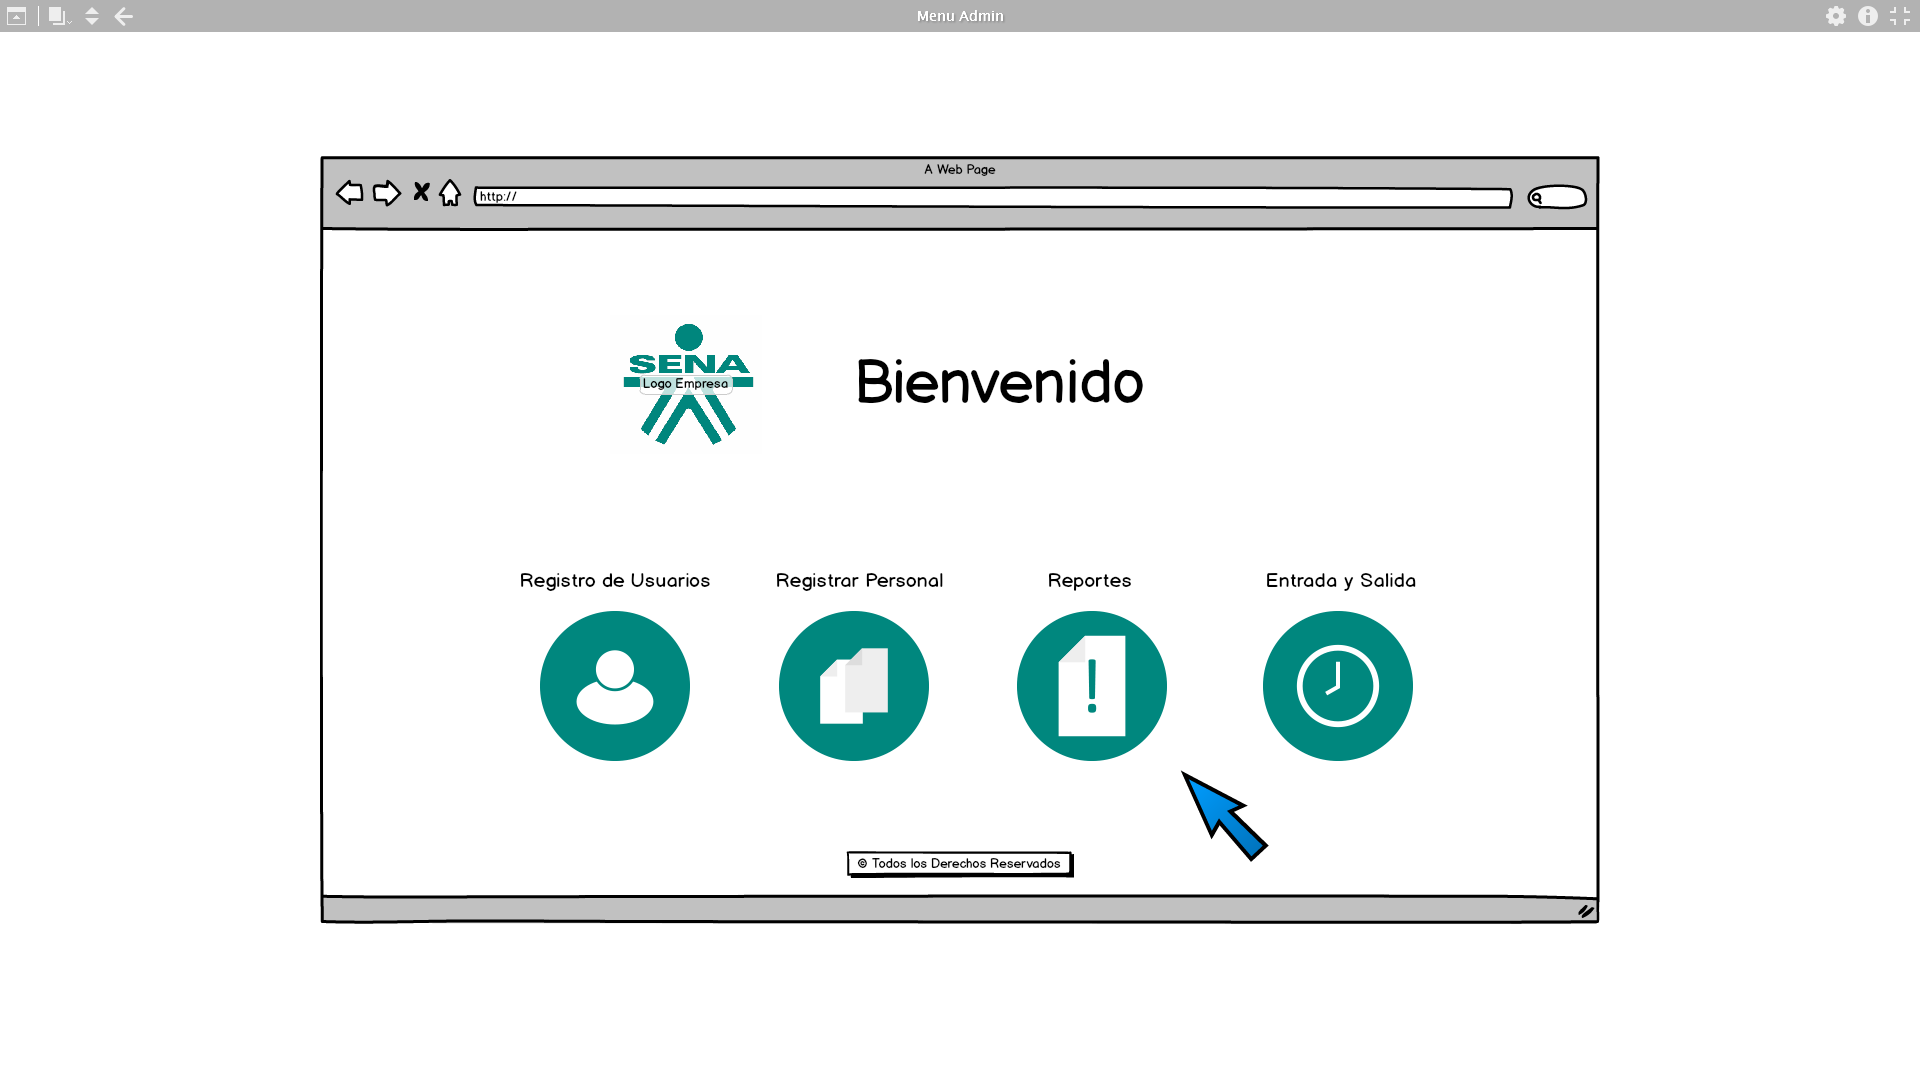 Menu Admin
A Web Page
http://
SENA
Logo Empresa
Bienvenido
Registro de Usuarios
Registrar Personal
Reportes
Entrada y Salida
© Todos los Derechos Reservados